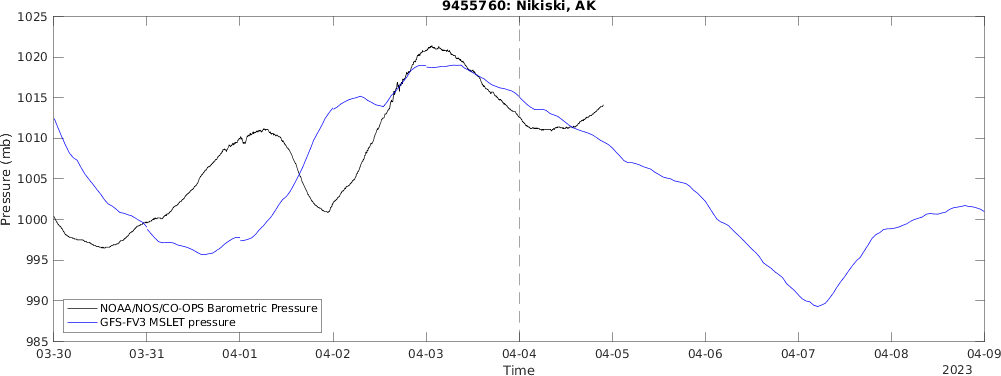 9455760: Nikiski, AK
1025
1020
1015
1010
1005
1000
995
990
985
Pressure (mb)
NOAA/NOS/CO-OPS Barometric Pressure
GFS-FV3 MSLET pressure
03-30 03-31 04-01 04-02 04-03 04-04 04-05 04-06 04-07 04-08 04-09
Time
2023